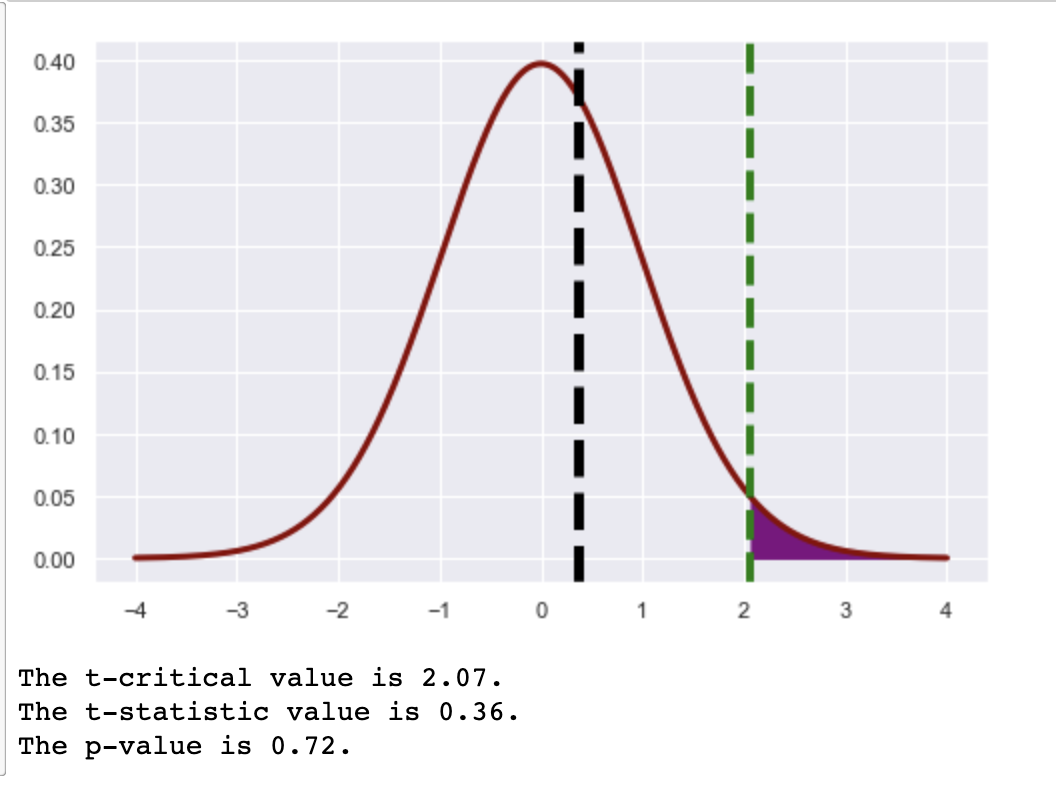 0.40
0.35
0.30
0.25
0.20
0.15
0.10
0.05
0.00
−4 −3 −2 −1 0 1 2 3 4
The t-critical value is 2.07.
The t-statistic value is 0.36.
The p-value is 0.72.